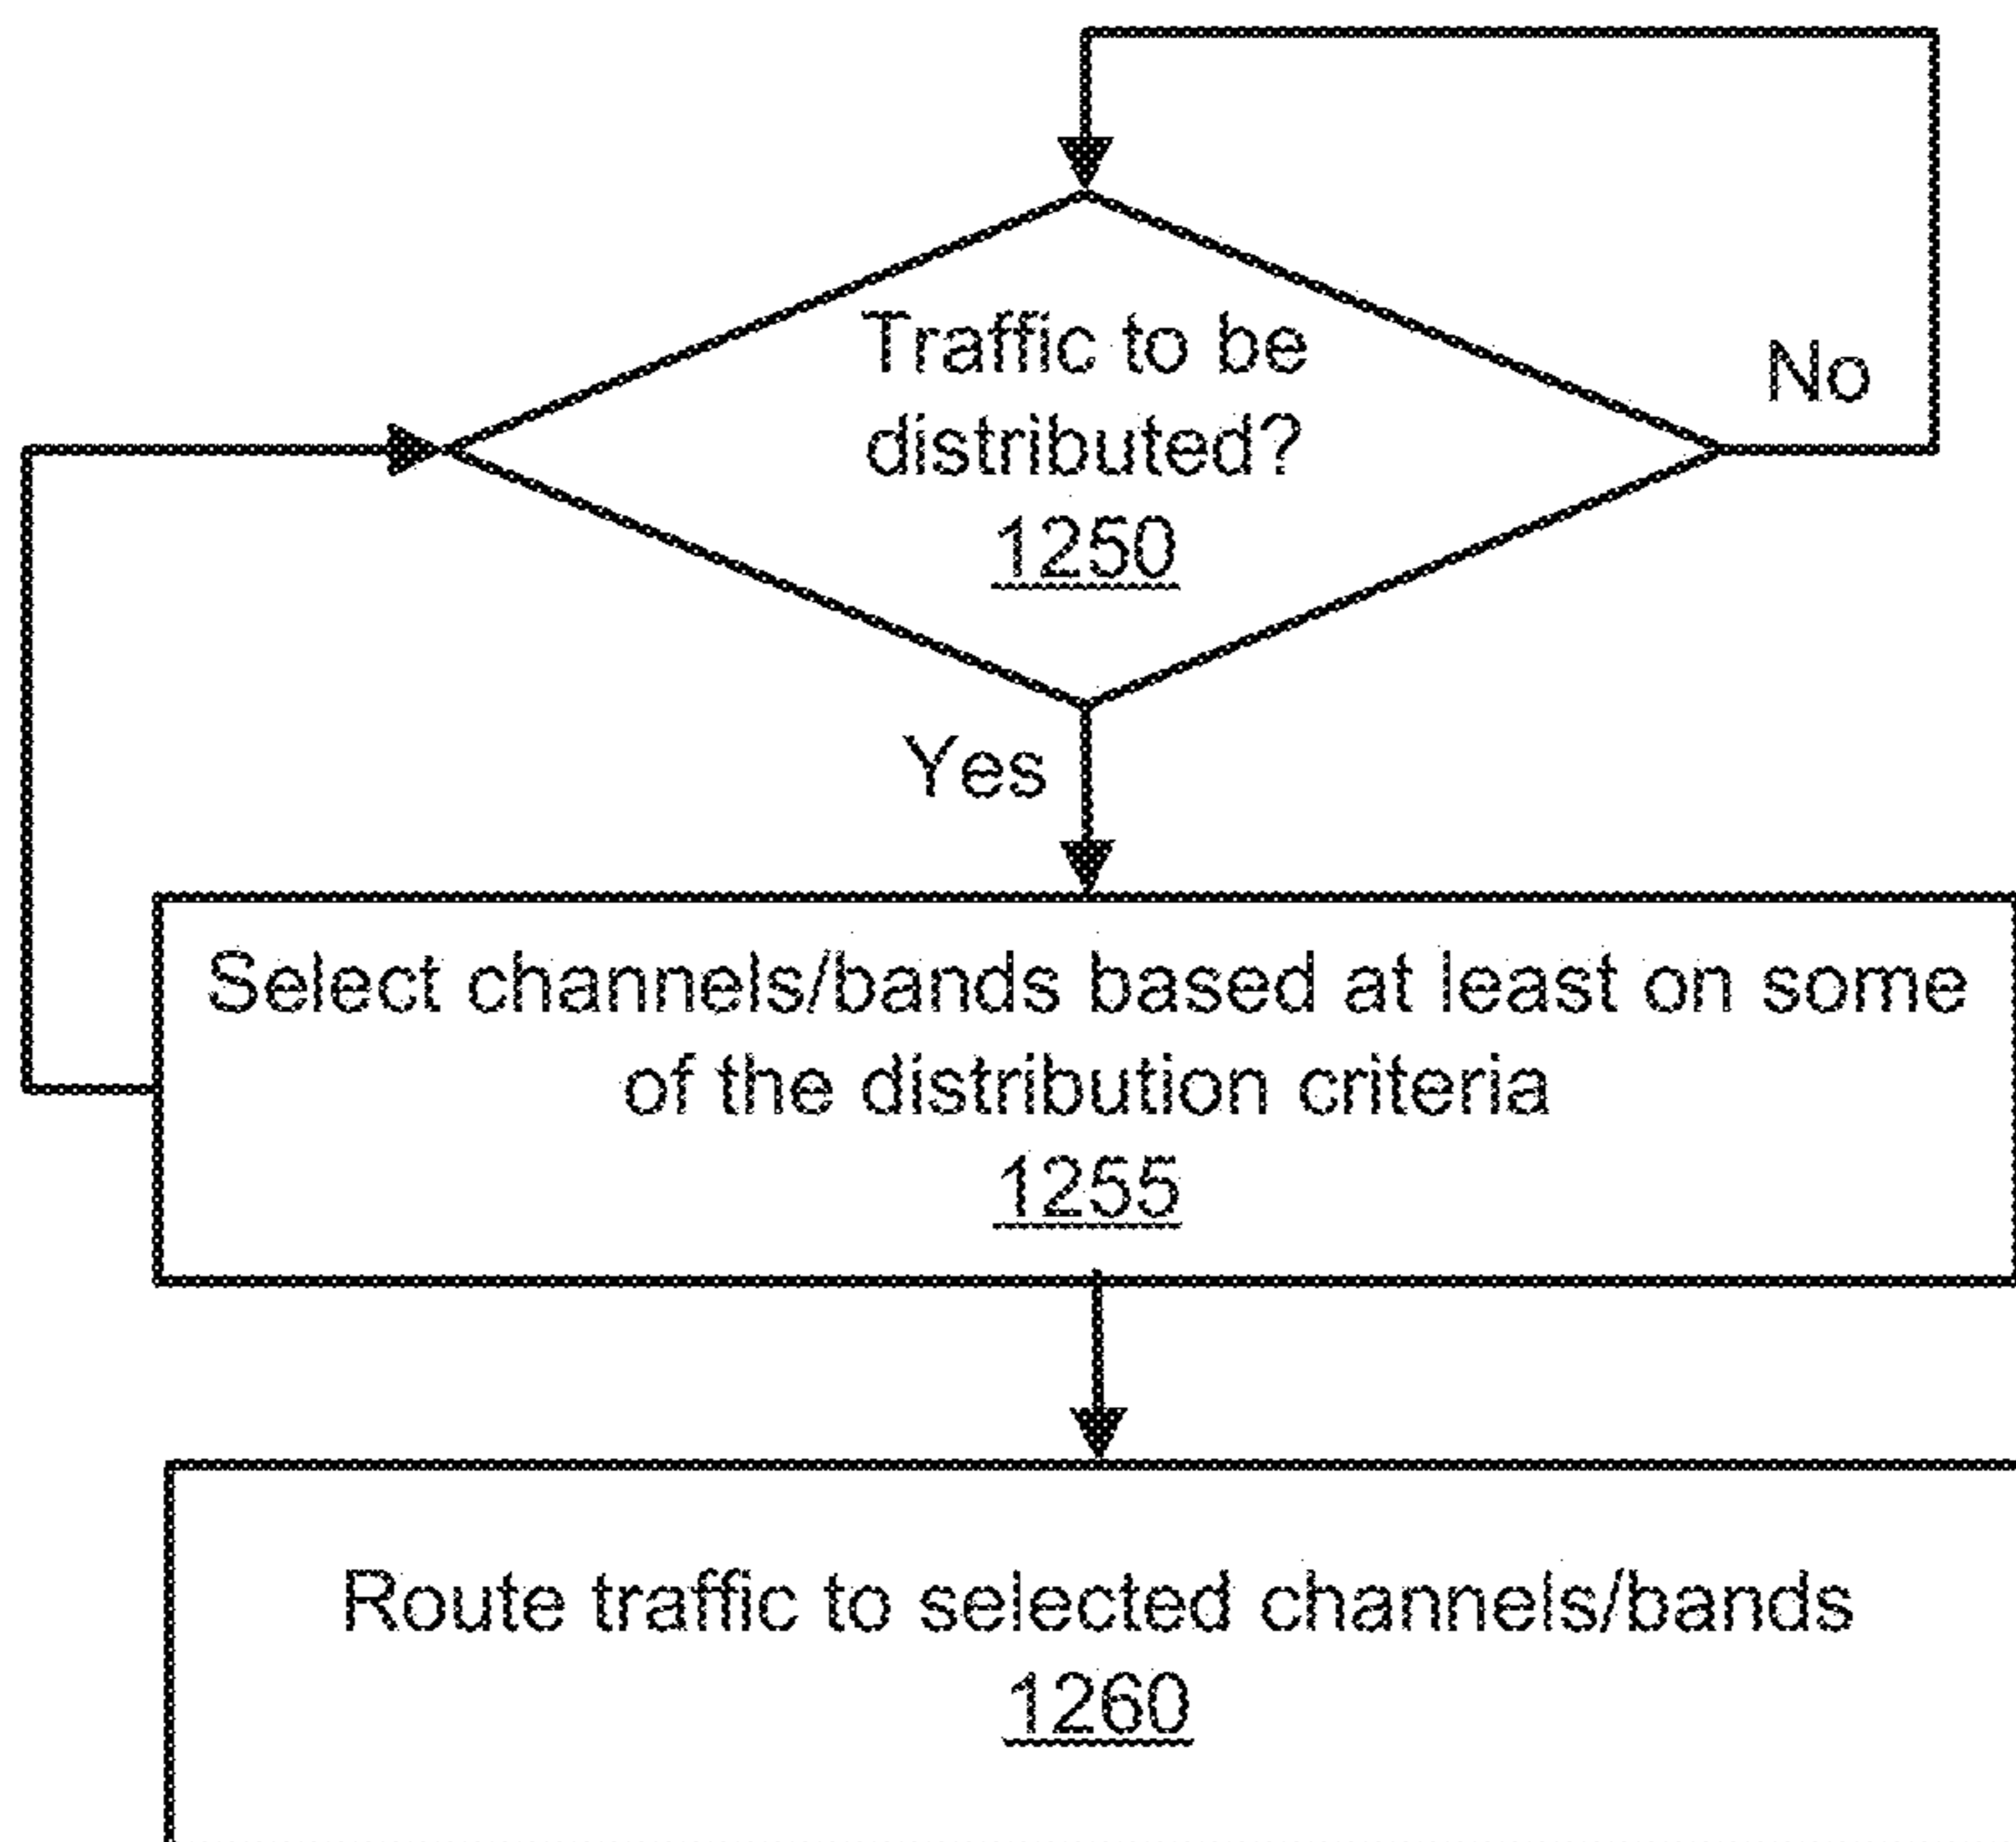 Traffic to be
distributed?
1250
No
Yes
Select channels/bands based at least on some
of the distribution criteria
1255
Route traffic to selected channels/bands
1260